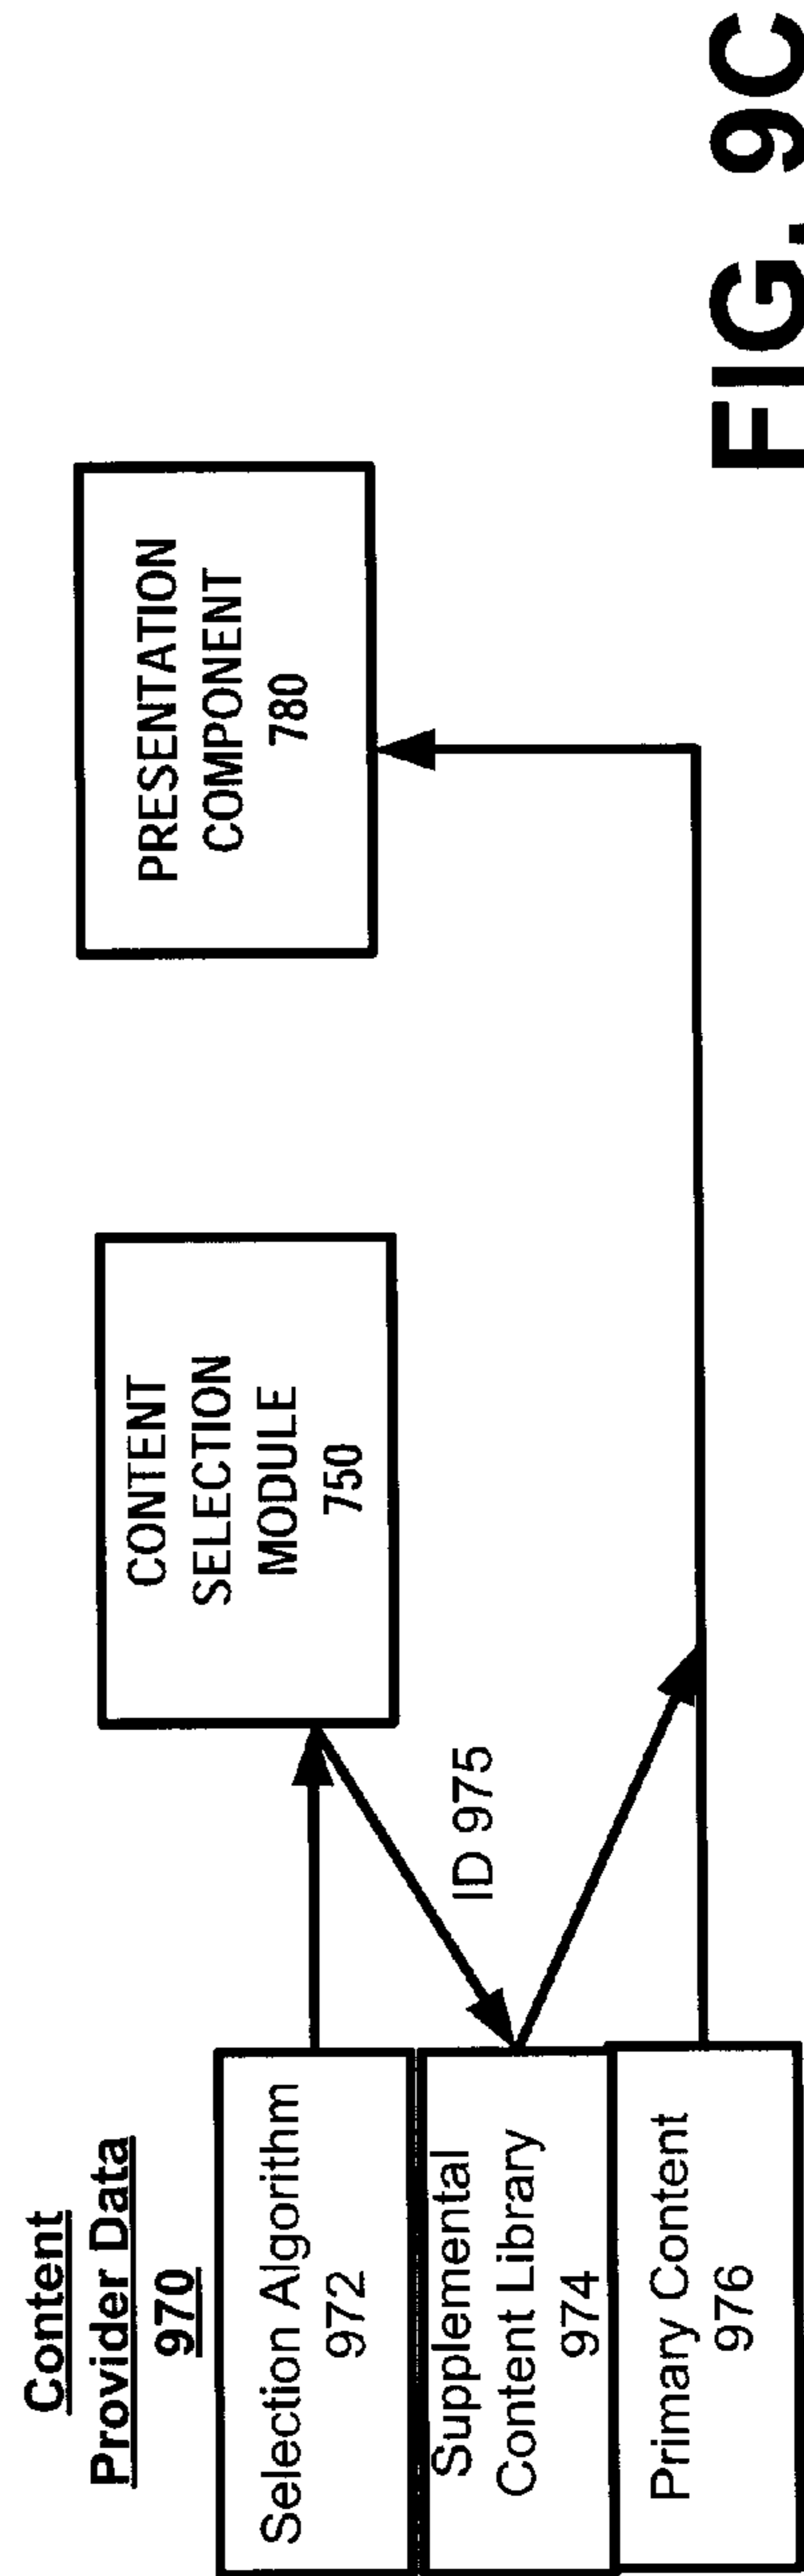 Content
Provider Data
970
Selection Algorithm
972
Supplemental
Content Library
974
Primary Content
976
ID 975
CONTENT
SELECTION
MODULE
750
PRESENTATION
COMPONENT
780
FIG. 9C